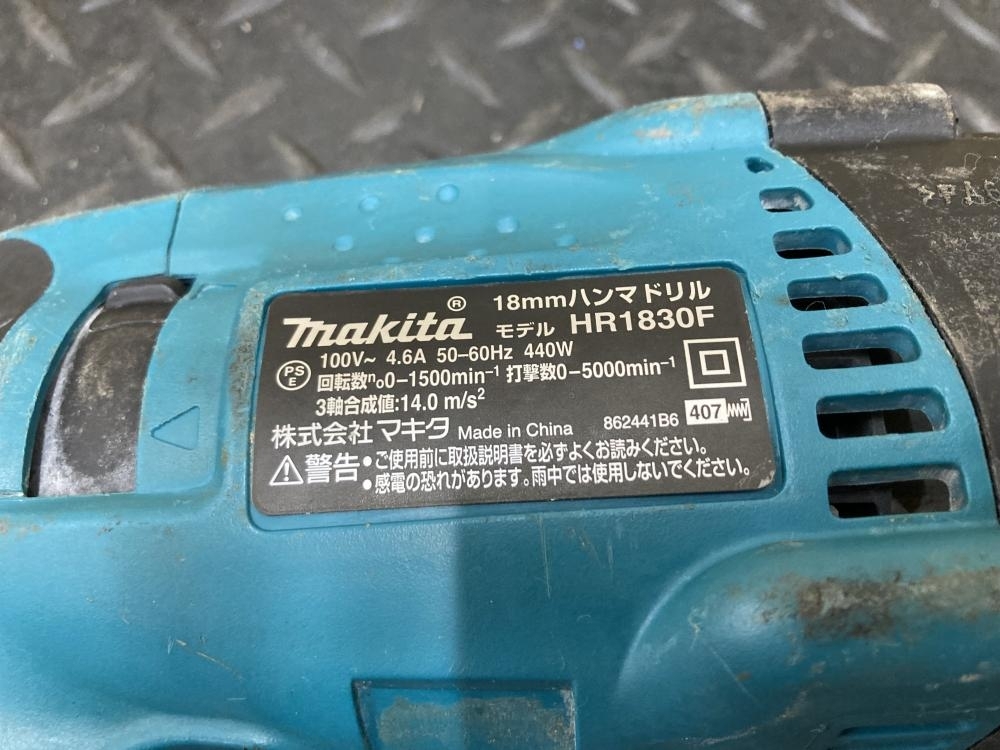 makita® 18mmハンマドリル
モデル HR1830F
PS E 100V~ 4.6A 50-60Hz 440W
回転数n₀0-1500min⁻¹ 打撃数0-5000min⁻¹
3軸合成値:14.0 m/s²
株式会社 マキタ Made in China 862441B6 407
警告 •ご使用前に取扱説明書を必ずよくお読みください。
•感電の恐れがあります。雨中では使用しないでください。